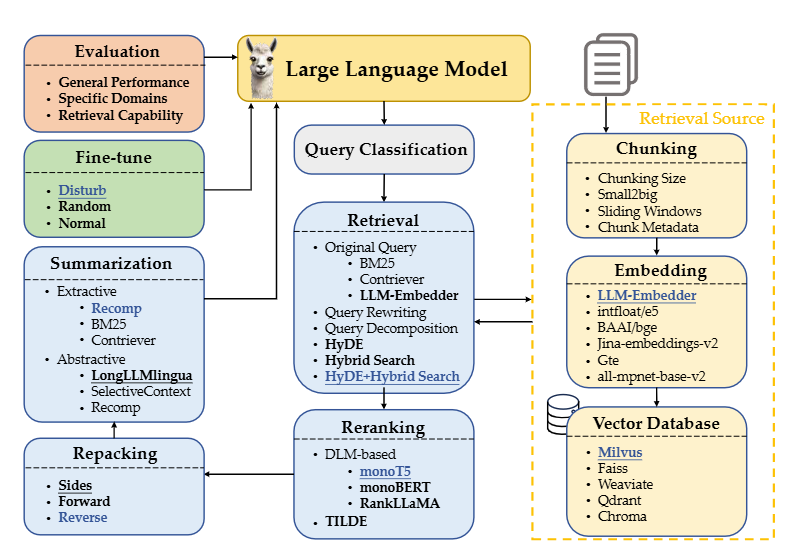 Evaluation
General Performance
Specific Domains
Retrieval Capability
Large Language Model
Fine-tune
Disturb
Random
Normal
Query Classification
Summarization
Extractive
Recomp
BM25
Contriever
Abstractive
LongLLMlingua
SelectiveContext
Recomp
Retrieval
Original Query
BM25
Contriever
LLM-Embedder
Query Rewriting
Query Decomposition
HyDE
Hybrid Search
HyDE+Hybrid Search
Repacking
Sides
Forward
Reverse
Reranking
DLM-based
monoT5
monoBERT
RankLLaMA
TILDE
Retrieval Source
Chunking
Chunking Size
Small2big
Sliding Windows
Chunk Metadata
Embedding
LLM-Embedder
intfloat/e5
BAAI/bge
Jina-embeddings-v2
Gte
all-mpnet-base-v2
Vector Database
Milvus
Faiss
Weaviate
Qdrant
Chroma